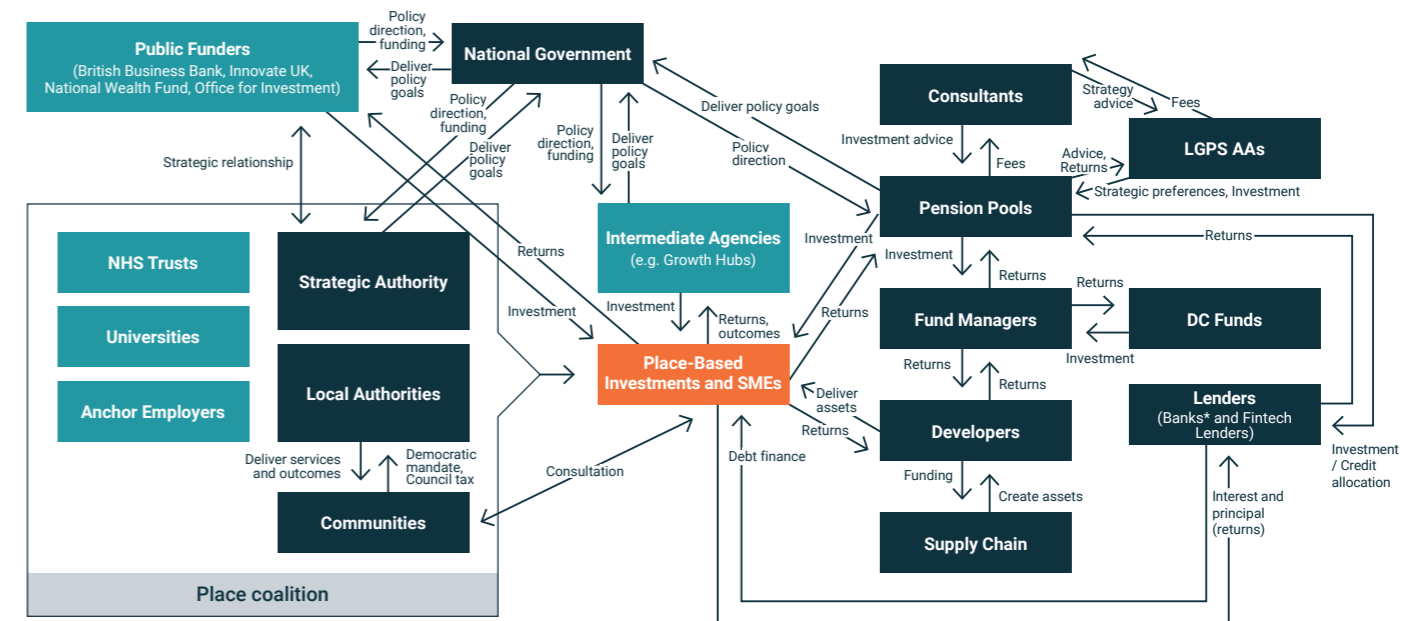 Public Funders
(British Business Bank, Innovate UK,
National Wealth Fund, Office for Investment)
Policy
direction,
funding
Deliver
policy
goals
National Government
Strategic relationship
Policy
direction,
funding
Deliver
policy
goals
Policy
direction,
funding
Deliver
policy
goals
Deliver policy goals
Policy
direction
Consultants
Strategy
advice
Fees
LGPS AAs
Investment advice
Fees
Advice,
Returns
Strategic preferences, Investment
Pension Pools
NHS Trusts
Universities
Anchor Employers
Strategic Authority
Local Authorities
Deliver services
and outcomes
Democratic
mandate,
Council tax
Communities
Place coalition
Returns
Investment
Intermediate Agencies
(e.g. Growth Hubs)
Investment
Returns,
outcomes
Place-Based
Investments and SMEs
Investment
Returns
Investment
Returns
Returns
Fund Managers
Returns
Investment
DC Funds
Returns
Returns
Deliver
assets
Returns
Developers
Lenders
(Banks* and Fintech
Lenders)
Investment
/ Credit
allocation
Consultation
Debt finance
Funding
Create assets
Interest and
principal
(returns)
Supply Chain